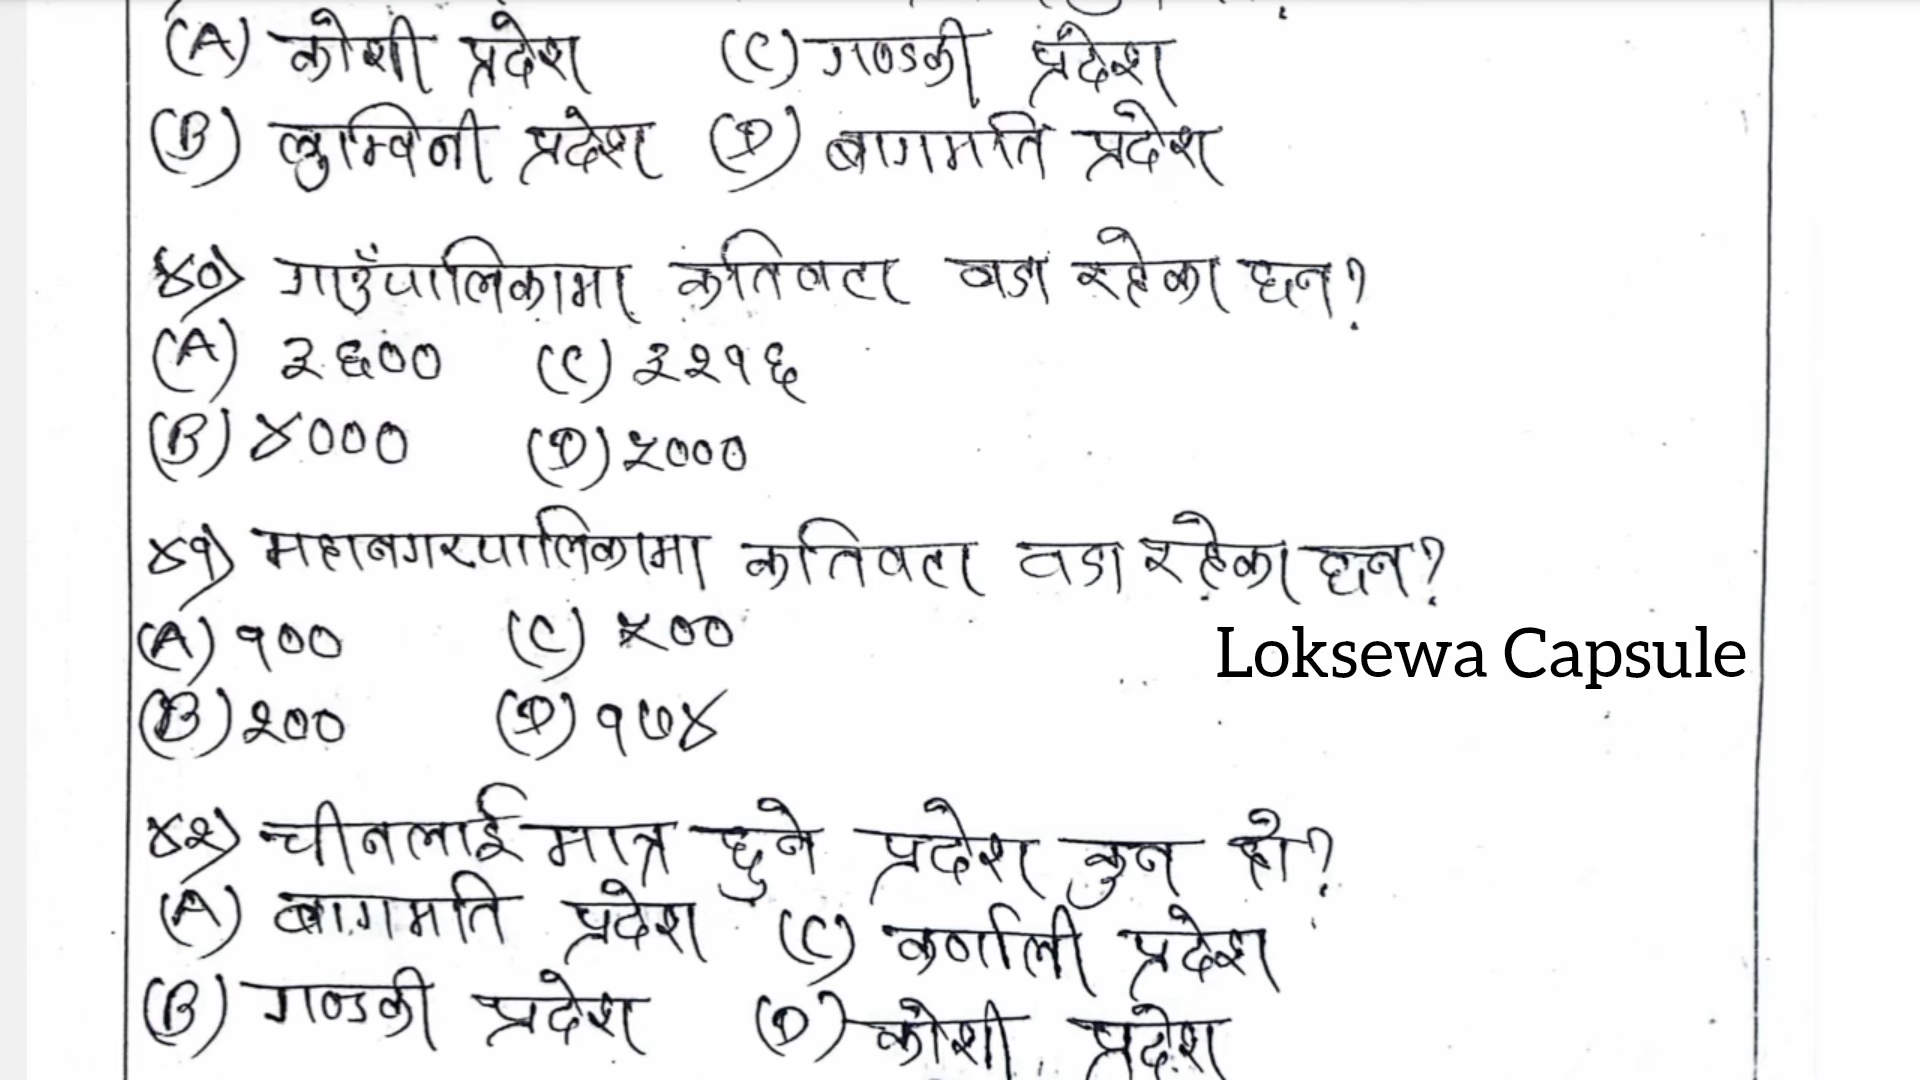 (A) कोशी प्रदेश (C) गण्डकी प्रदेश
(B) लुम्बिनी प्रदेश (D) बागमति प्रदेश
४०) गाउँपालिकामा कतिवटा वडा रहेका छन?
(A) ३६०० (C) ३२१६
(B) ४००० (D) ५०००
४१) महानगरपालिकामा कतिवटा वडा रहेका छन?
(A) १०० (C) ५००
(B) २०० (D) १७४
Loksewa Capsule
४२) चीनलाई मात्र छुने प्रदेश कुन हो?
(A) बागमति प्रदेश (C) कर्णाली प्रदेश
(B) गण्डकी प्रदेश (D) कोशी प्रदेश